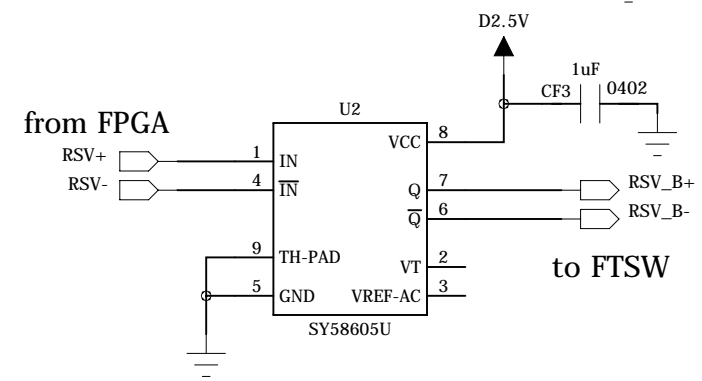 D2.5V
1uF
CF3 0402
U2
from FPGA
VCC 8
RSV+ 1 IN
RSV- 4 IN
Q 7 RSV_B+
Q 6 RSV_B-
9 TH-PAD
VT 2
to FTSW
5 GND VREF-AC 3
SY58605U